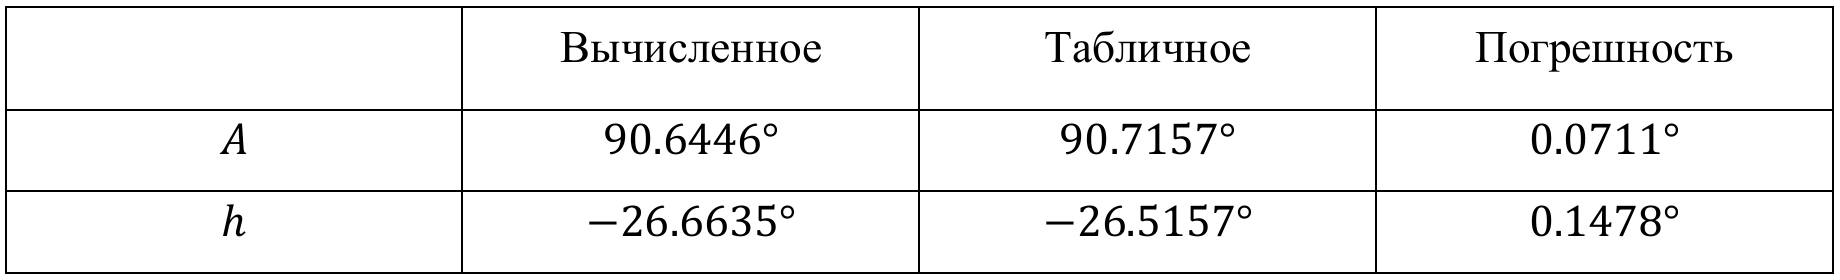 Вычисленное Табличное Погрешность
A 90.6446° 90.7157° 0.0711°
h −26.6635° −26.5157° 0.1478°